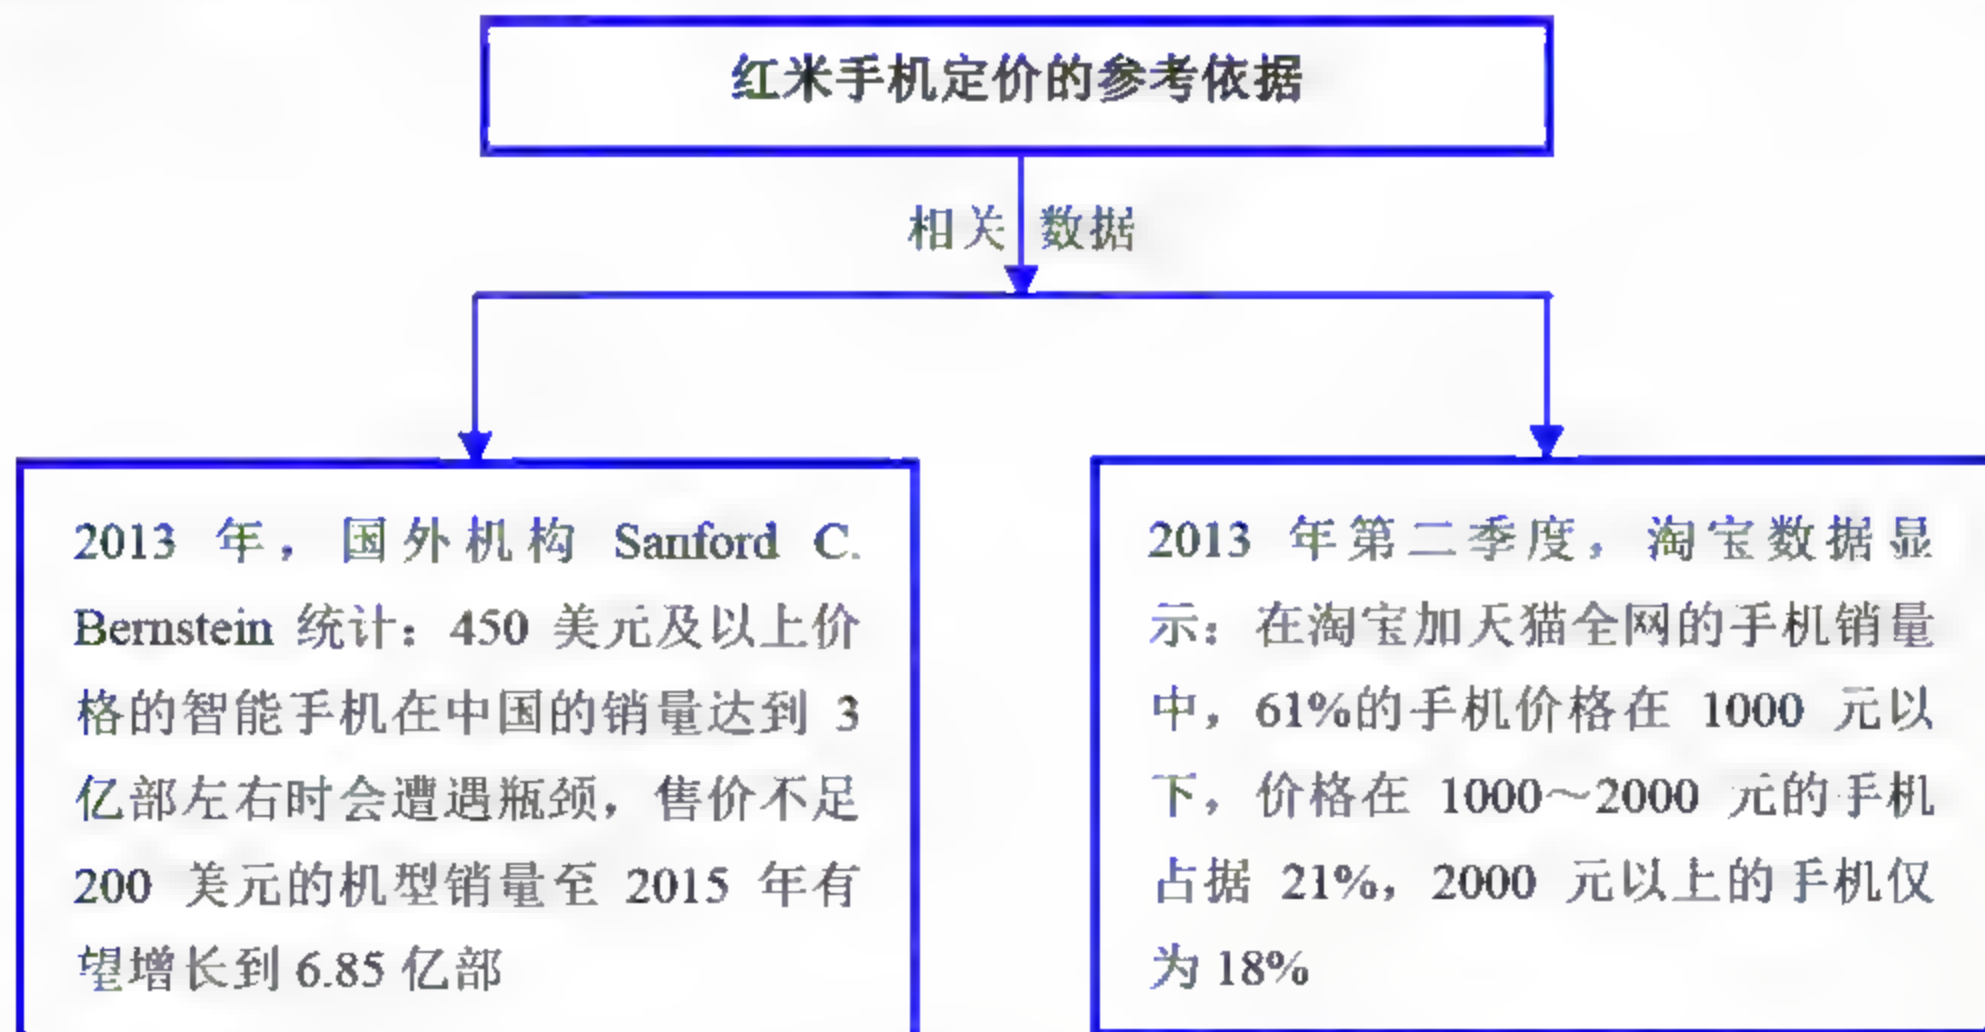 红米手机定价的参考依据
相关 数据
2013 年，国外机构 Sanford C.
Bernstein 统计：450 美元及以上价
格的智能手机在中国的销量达到 3
亿部左右时会遭遇瓶颈，售价不足
200 美元的机型销量至 2015 年有
望增长到 6.85 亿部
2013 年第二季度，淘宝数据显
示：在淘宝加天猫全网的手机销量
中，61%的手机价格在 1000 元以
下，价格在 1000～2000 元的手机
占据 21%，2000 元以上的手机仅
为 18%